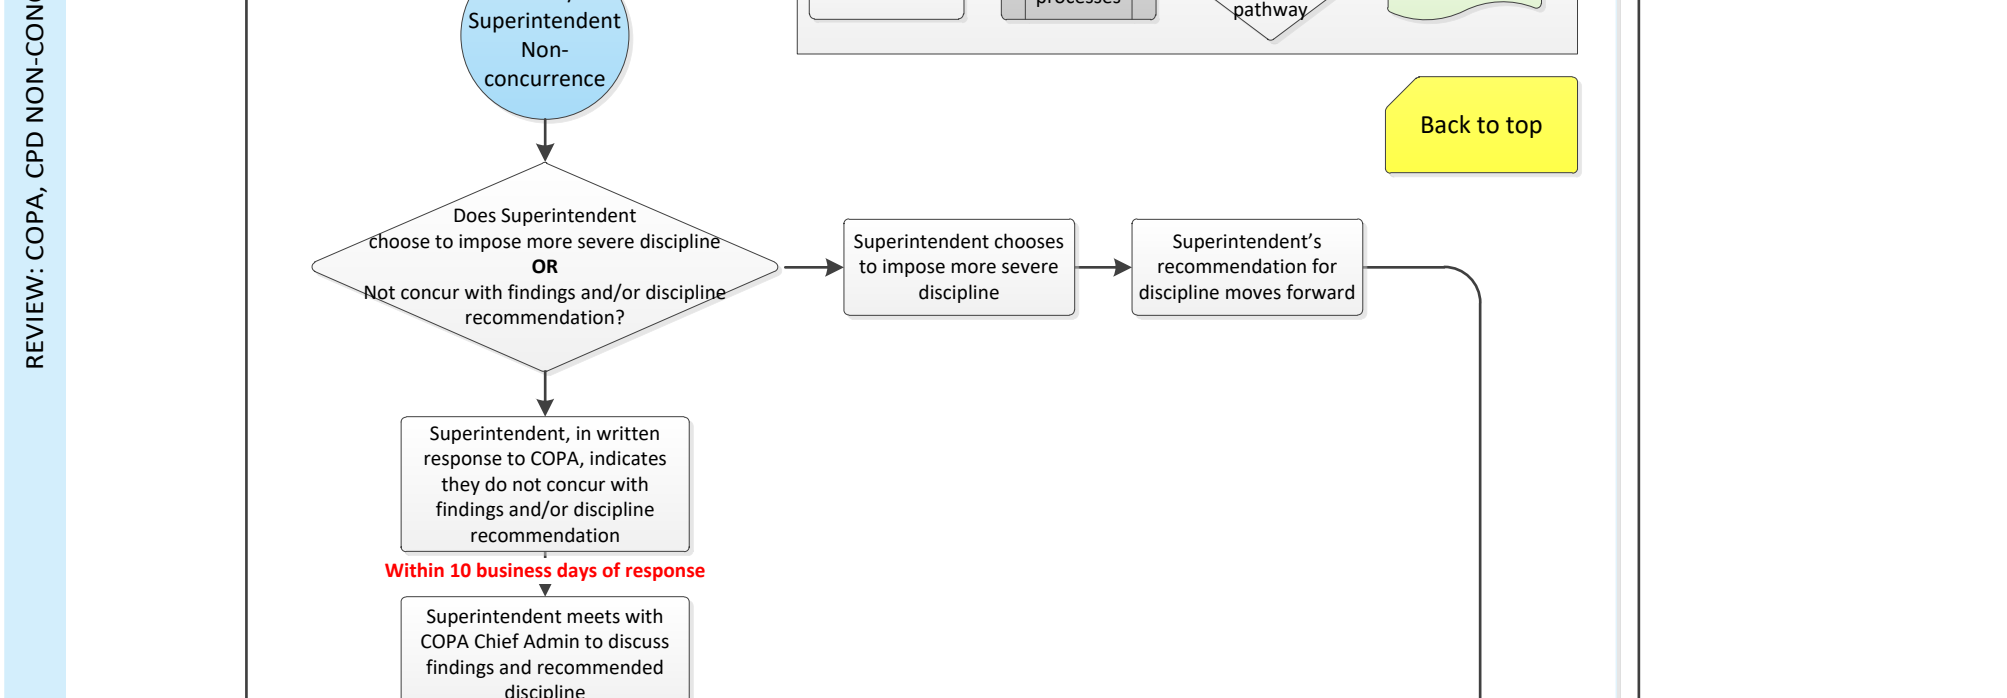 REVIEW: COPA, CPD
Superintendent
Non-
concurrence
processes
pathway
Back to top
Does Superintendent
choose to impose more severe discipline
OR
Not concur with findings and/or discipline
recommendation?
Superintendent chooses
to impose more severe
discipline
Superintendent's
recommendation for
discipline moves forward
Superintendent, in written
response to COPA, indicates
they do not concur with
findings and/or discipline
recommendation
Within 10 business days of response
Superintendent meets with
COPA Chief Admin to discuss
findings and recommended
discipline